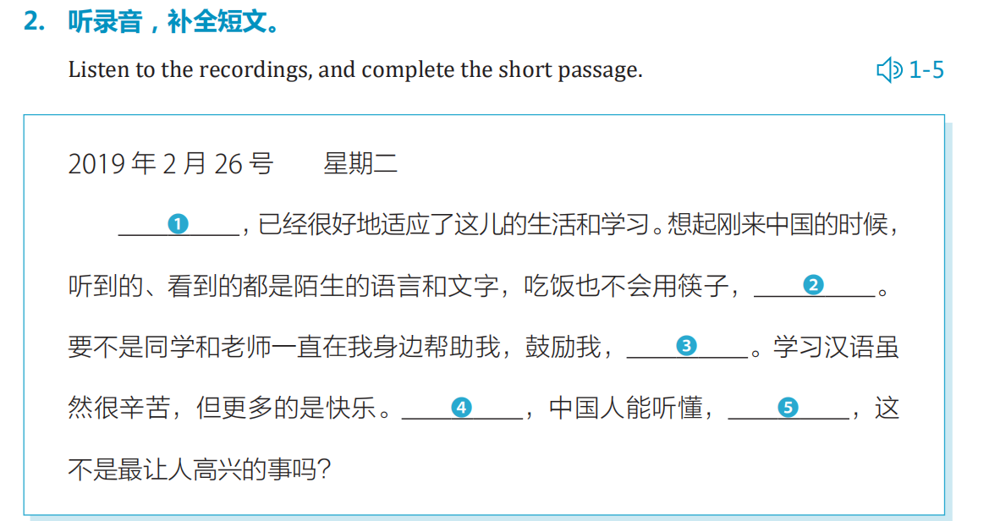 2. 听录音，补全短文。
Listen to the recordings, and complete the short passage.
1-5
2019 年 2 月 26 号 星期二
1，已经很好地适应了这儿的生活和学习。想起刚来中国的时候，
听到的、看到的都是陌生的语言和文字，吃饭也不会用筷子，2。
要不是同学和老师一直在我身边帮助我，鼓励我，3。学习汉语虽
然很辛苦，但更多的是快乐。4，中国人能听懂，5，这
不是最让人高兴的事吗？